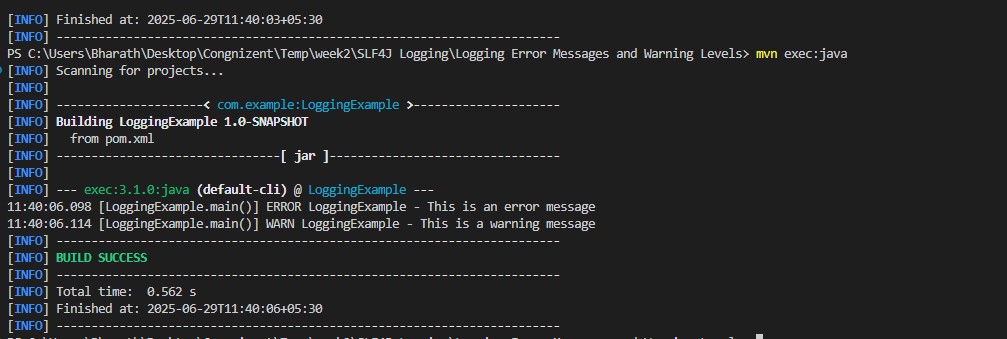 [INFO] Finished at: 2025-06-29T11:40:03+05:30
[INFO] ------------------------------------------------------------------------
PS C:\Users\Bharath\Desktop\Congnizent\Temp\week2\SLF4J Logging\Logging Error Messages and Warning Levels> mvn exec:java
[INFO] Scanning for projects...
[INFO]
[INFO] ---------------------< com.example:LoggingExample >---------------------
[INFO] Building LoggingExample 1.0-SNAPSHOT
[INFO]   from pom.xml
[INFO] --------------------------------[ jar ]---------------------------------
[INFO]
[INFO] --- exec:3.1.0:java (default-cli) @ LoggingExample ---
11:40:06.098 [LoggingExample.main()] ERROR LoggingExample - This is an error message
11:40:06.114 [LoggingExample.main()] WARN LoggingExample - This is a warning message
[INFO] ------------------------------------------------------------------------
[INFO] BUILD SUCCESS
[INFO] ------------------------------------------------------------------------
[INFO] Total time:  0.562 s
[INFO] Finished at: 2025-06-29T11:40:06+05:30
[INFO] ------------------------------------------------------------------------